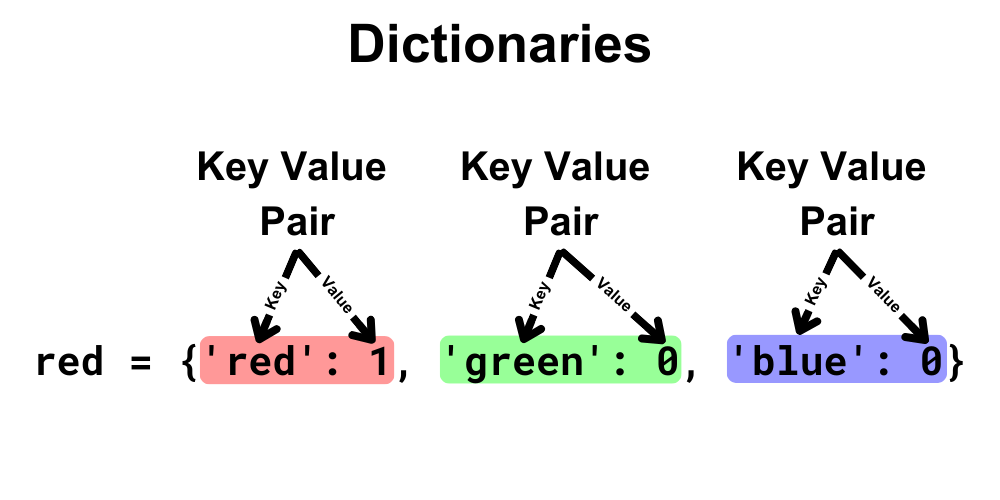 Dictionaries
Key Value Key Value Key Value
Pair Pair Pair
Key Value Key Value Key Value
red = {'red': 1, 'green': 0, 'blue': 0}